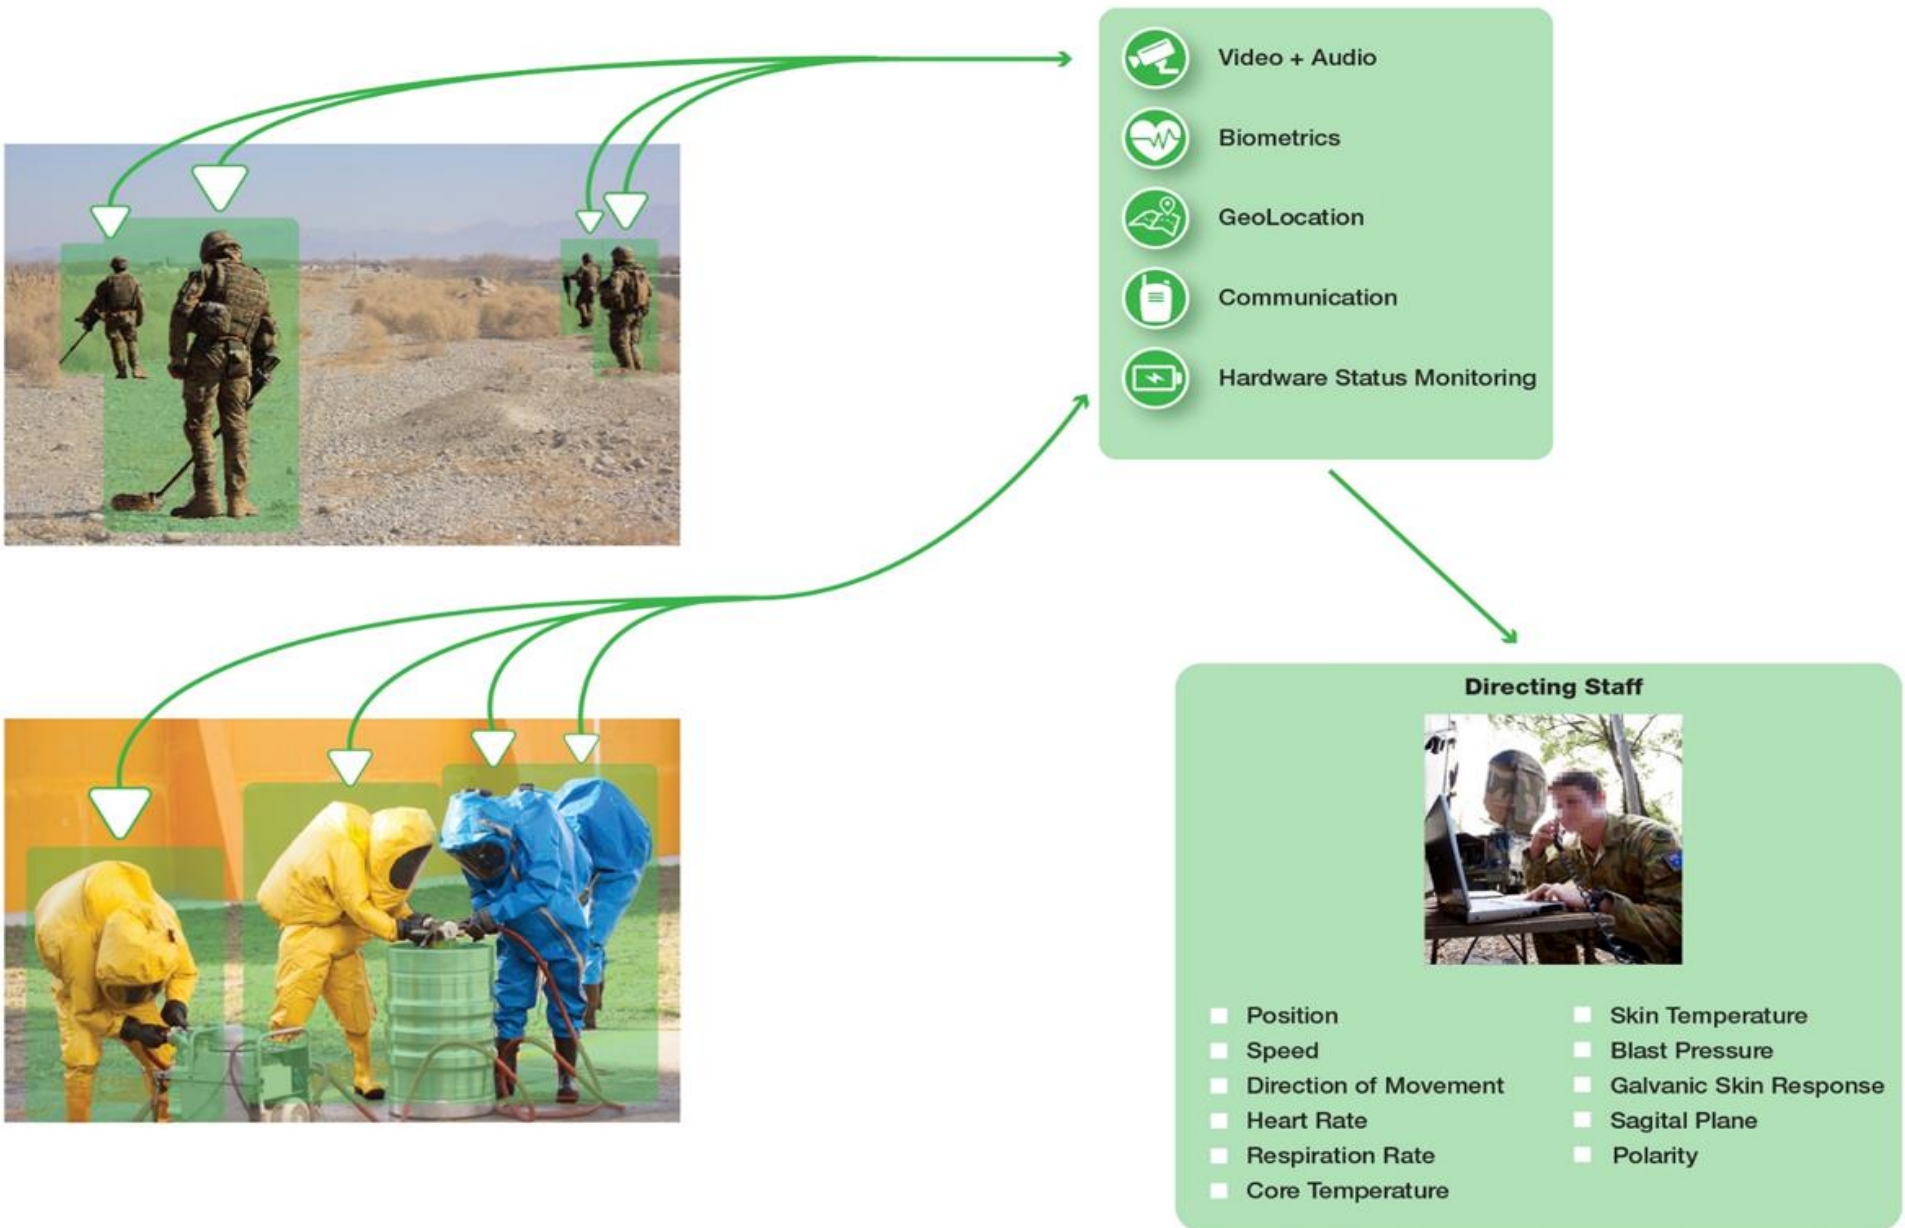 Video + Audio
Biometrics
GeoLocation
Communication
Hardware Status Monitoring
Directing Staff
Position
Speed
Direction of Movement
Heart Rate
Respiration Rate
Core Temperature
Skin Temperature
Blast Pressure
Galvanic Skin Response
Sagital Plane
Polarity